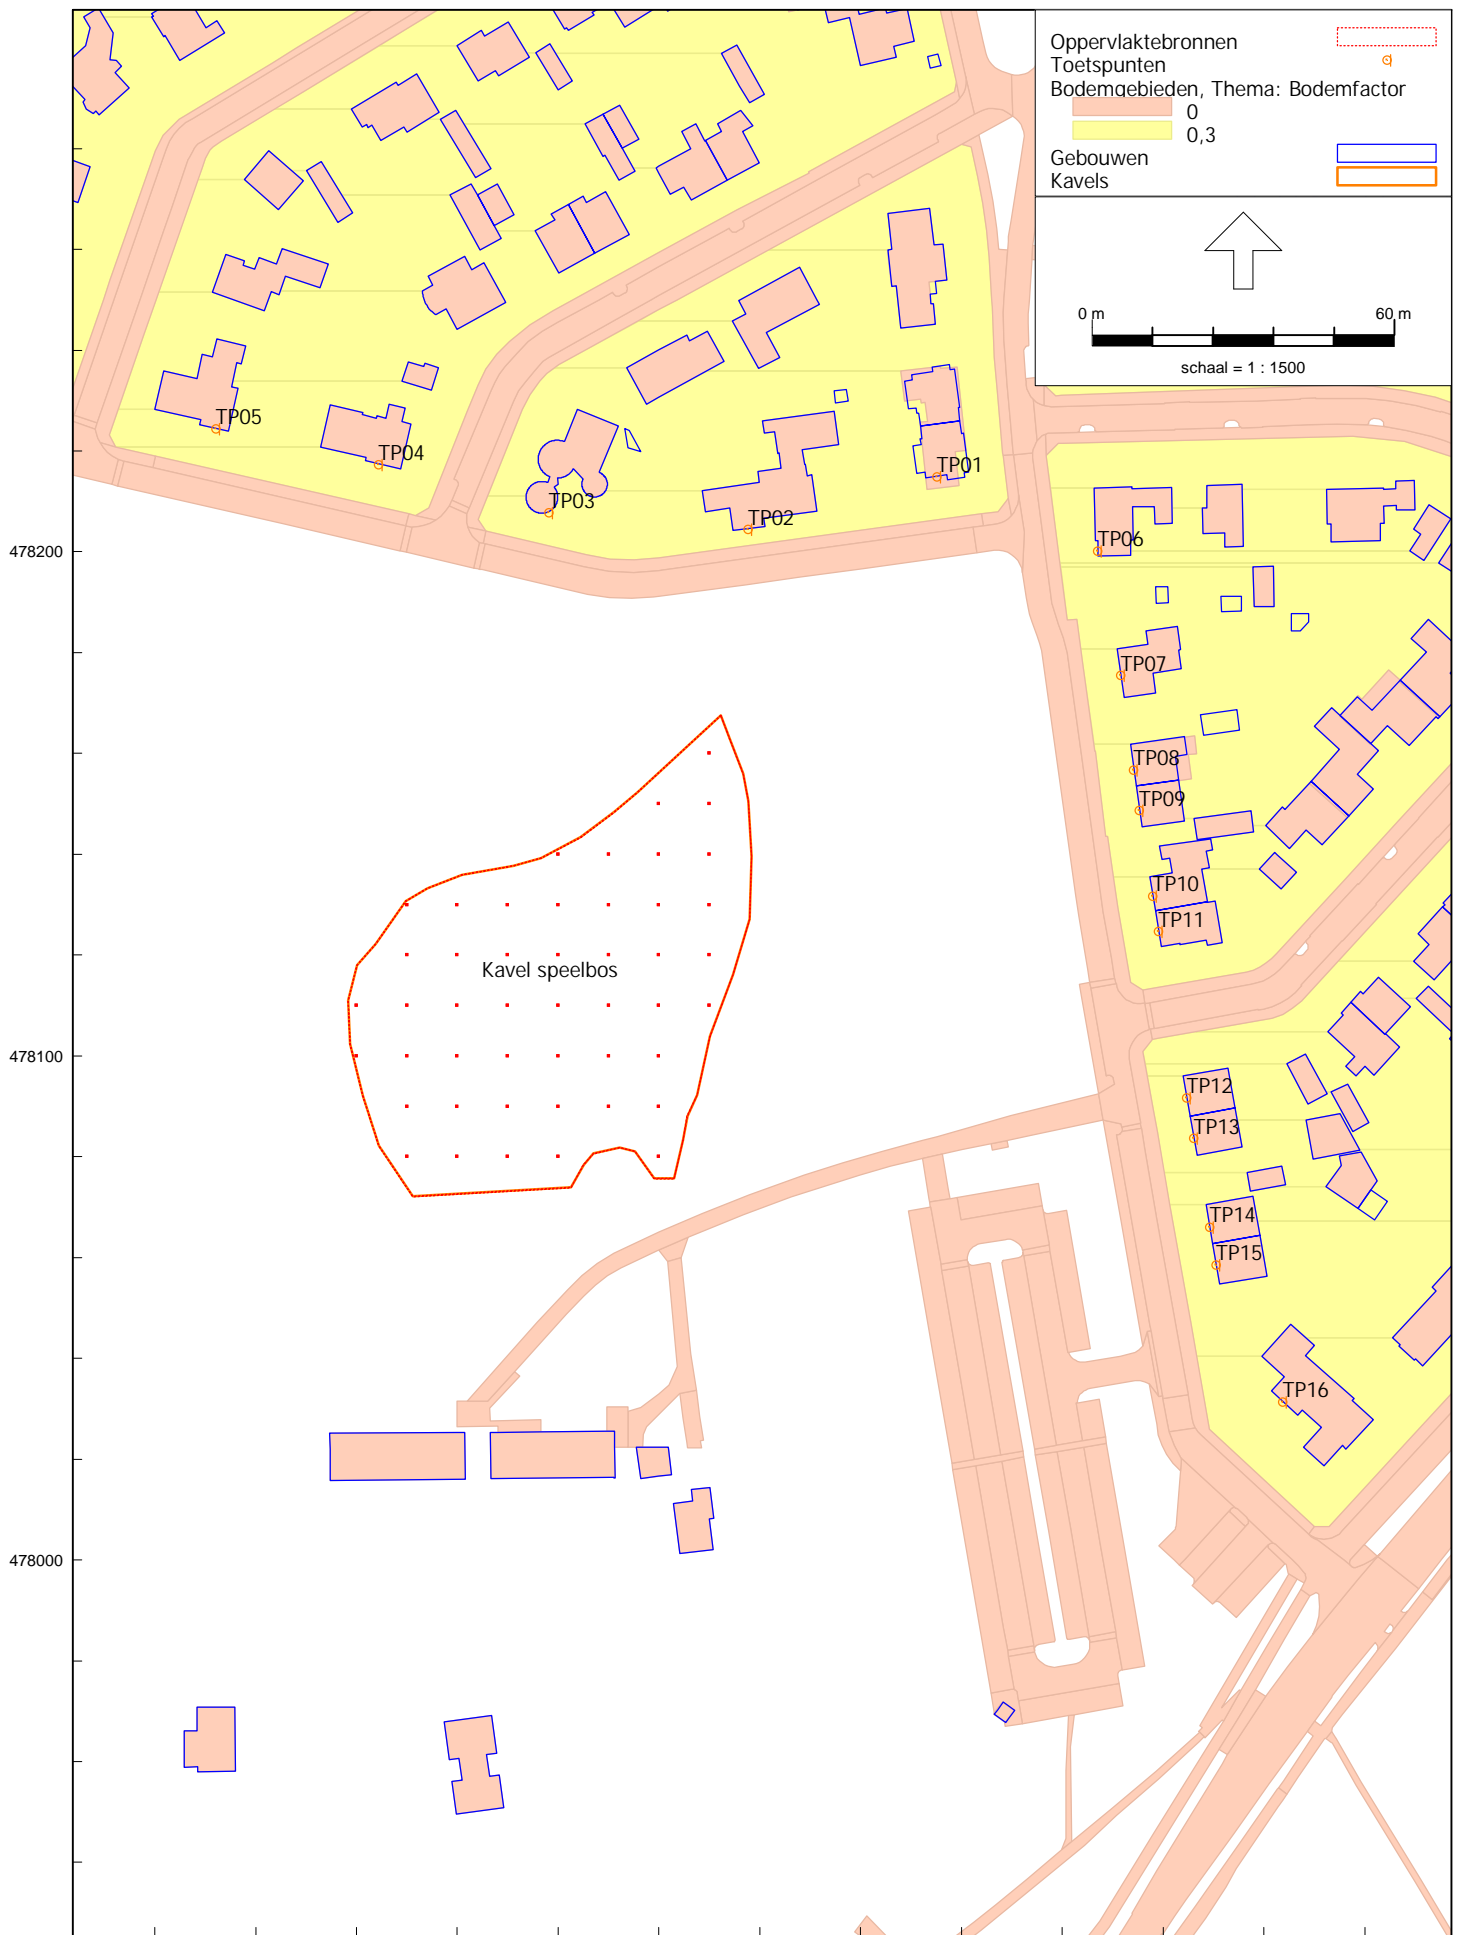 Oppervlaktebronnen
Toetspunten
Bodemgebieden, Thema: Bodemfactor
0
0,3
Gebouwen
Kavels
0 m 60 m
schaal = 1 : 1500
TP05
TP04
TP03
TP02
TP01
478200
TP06
TP07
TP08
TP09
TP10
TP11
Kavel speelbos
478100
TP12
TP13
TP14
TP15
TP16
478000